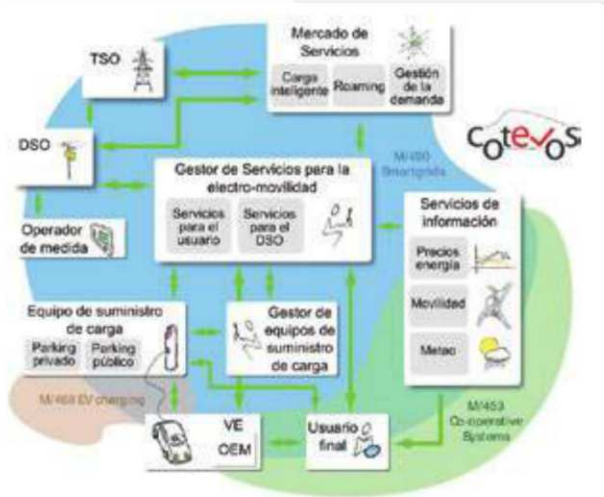 Mercado de
Servicios
Carga
inteligente
Roaming
Gestión
de la
demanda
TSO
DSO
cotevos
M/490
Smartgrids
Gestor de Servicios para la
electro-movilidad
Servicios
para el
usuario
Servicios
para el
DSO
Servicios de
información
Precios
energía
Movilidad
Meteo
Operador
de medida
Equipo de suministro
de carga
Parking
privado
Parking
público
Gestor de
equipos de
suministro
de carga
M/468 EV charging
VE
OEM
Usuario
final
M/453
Co-operative
Systems